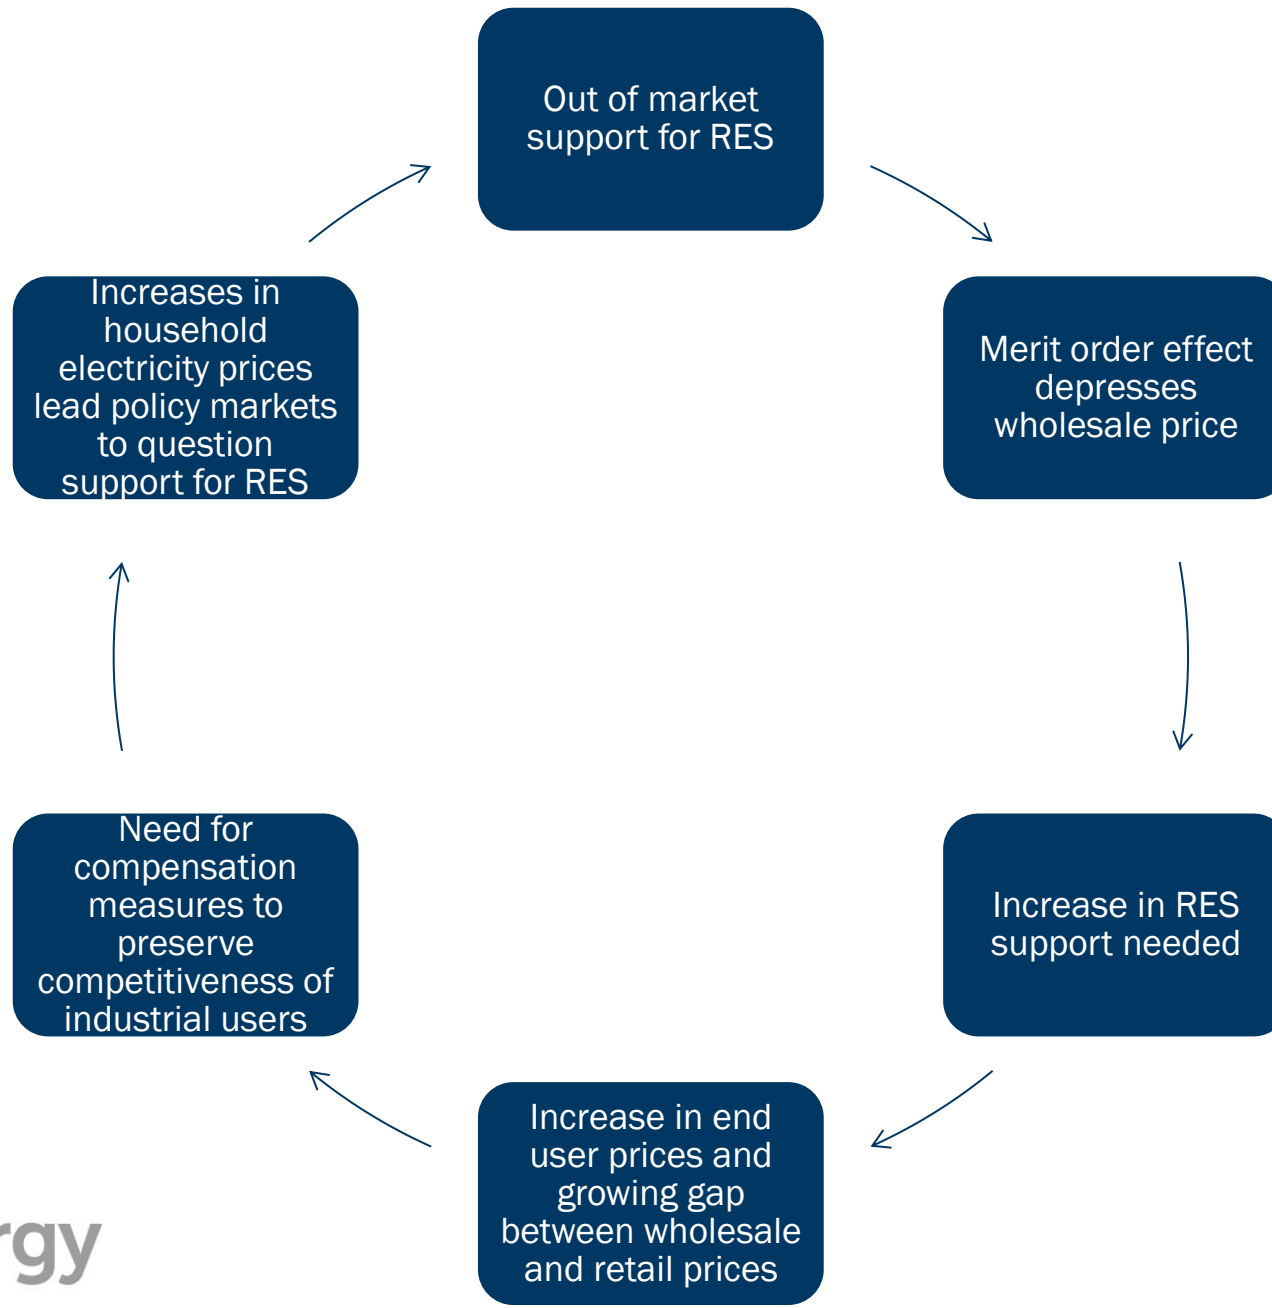 Out of market
support for RES
Merit order effect
depresses
wholesale price
Increase in RES
support needed
Increase in end
user prices and
growing gap
between wholesale
and retail prices
Need for
compensation
measures to
preserve
competitiveness of
industrial users
Increases in
household
electricity prices
lead policy markets
to question
support for RES
rgy